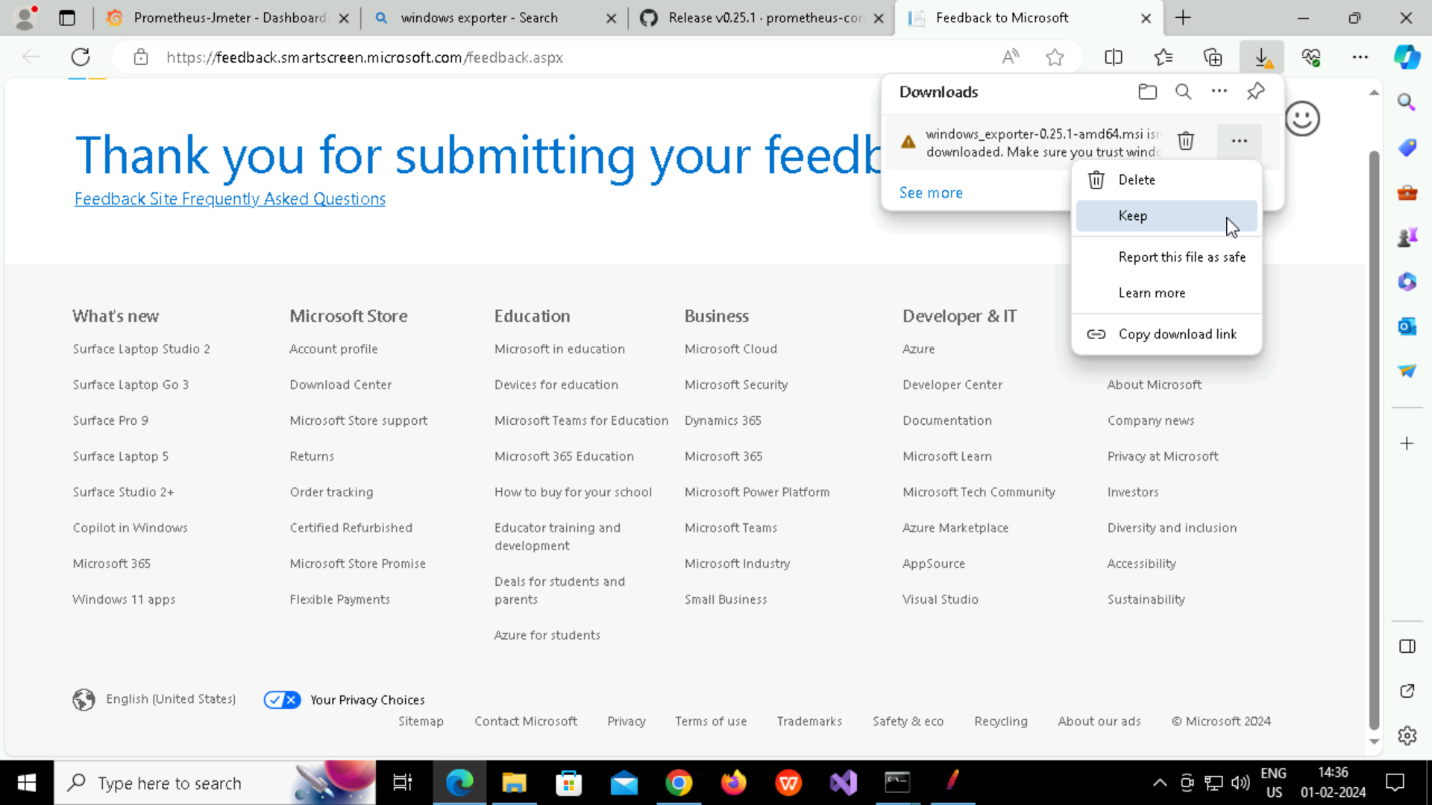 Prometheus-Jmeter - Dashboard
windows exporter - Search
Release v0.25.1 · prometheus-co
Feedback to Microsoft
https://feedback.smartscreen.microsoft.com/feedback.aspx
Downloads
windows_exporter-0.25.1-amd64.msi isn
downloaded. Make sure you trust windo
See more
Delete
Keep
Report this file as safe
Learn more
Copy download link
Thank you for submitting your feedb
Feedback Site Frequently Asked Questions
What's new
Surface Laptop Studio 2
Surface Laptop Go 3
Surface Pro 9
Surface Laptop 5
Surface Studio 2+
Copilot in Windows
Microsoft 365
Windows 11 apps
Microsoft Store
Account profile
Download Center
Microsoft Store support
Returns
Order tracking
Certified Refurbished
Microsoft Store Promise
Flexible Payments
Education
Microsoft in education
Devices for education
Microsoft Teams for Education
Microsoft 365 Education
How to buy for your school
Educator training and
development
Deals for students and
parents
Azure for students
Business
Microsoft Cloud
Microsoft Security
Dynamics 365
Microsoft 365
Microsoft Power Platform
Microsoft Teams
Microsoft Industry
Small Business
Developer & IT
Azure
Developer Center
Documentation
Microsoft Learn
Microsoft Tech Community
Azure Marketplace
AppSource
Visual Studio
About Microsoft
Company news
Privacy at Microsoft
Investors
Diversity and inclusion
Accessibility
Sustainability
English (United States)
Your Privacy Choices
Sitemap
Contact Microsoft
Privacy
Terms of use
Trademarks
Safety & eco
Recycling
About our ads
© Microsoft 2024
Type here to search
ENG
US
14:36
01-02-2024